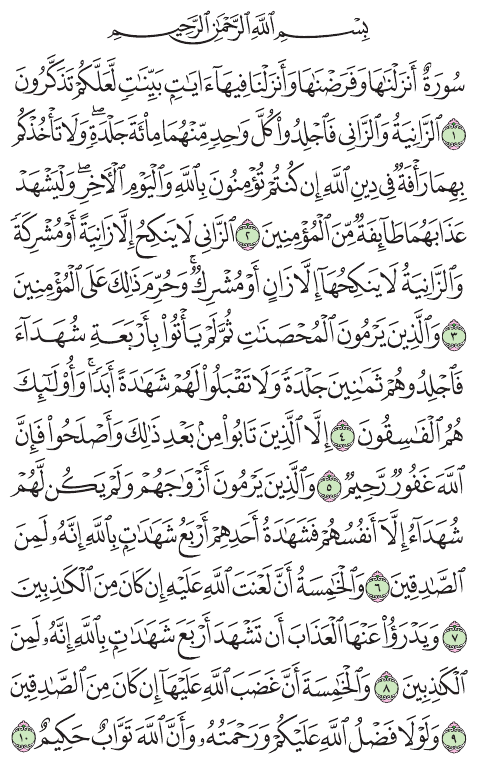 بِسْمِ ٱللَّهِ ٱلرَّحْمَٰنِ ٱلرَّحِيمِ
سُورَةٌ أَنزَلْنَٰهَا وَفَرَضْنَٰهَا وَأَنزَلْنَا فِيهَآ ءَايَٰتٍۭ بَيِّنَٰتٍ لَّعَلَّكُمْ تَذَكَّرُونَ
١ ٱلزَّانِيَةُ وَٱلزَّانِى فَٱجْلِدُوا۟ كُلَّ وَٰحِدٍ مِّنْهُمَا مِا۟ئَةَ جَلْدَةٍ ۖ وَلَا تَأْخُذْكُم
بِهِمَا رَأْفَةٌ فِى دِينِ ٱللَّهِ إِن كُنتُمْ تُؤْمِنُونَ بِٱللَّهِ وَٱلْيَوْمِ ٱلْءَاخِرِ ۖ وَلْيَشْهَدْ
عَذَابَهُمَا طَآئِفَةٌ مِّنَ ٱلْمُؤْمِنِينَ ٢ ٱلزَّانِى لَا يَنكِحُ إِلَّا زَانِيَةً أَوْ مُشْرِكَةً
وَٱلزَّانِيَةُ لَا يَنكِحُهَآ إِلَّا زَانٍ أَوْ مُشْرِكٌ ۚ وَحُرِّمَ ذَٰلِكَ عَلَى ٱلْمُؤْمِنِينَ
٣ وَٱلَّذِينَ يَرْمُونَ ٱلْمُحْصَنَٰتِ ثُمَّ لَمْ يَأْتُوا۟ بِأَرْبَعَةِ شُهَدَآءَ
فَٱجْلِدُوهُمْ ثَمَٰنِينَ جَلْدَةً وَلَا تَقْبَلُوا۟ لَهُمْ شَهَٰدَةً أَبَدًا ۚ وَأُو۟لَٰٓئِكَ
هُمُ ٱلْفَٰسِقُونَ ٤ إِلَّا ٱلَّذِينَ تَابُوا۟ مِنۢ بَعْدِ ذَٰلِكَ وَأَصْلَحُوا۟ فَإِنَّ
ٱللَّهَ غَفُورٌ رَّحِيمٌ ٥ وَٱلَّذِينَ يَرْمُونَ أَزْوَٰجَهُمْ وَلَمْ يَكُن لَّهُمْ
شُهَدَآءُ إِلَّآ أَنفُسُهُمْ فَشَهَٰدَةُ أَحَدِهِمْ أَرْبَعُ شَهَٰدَٰتٍۭ بِٱللَّهِ إِنَّهُۥ لَمِنَ
ٱلصَّٰدِقِينَ ٦ وَٱلْخَٰمِسَةُ أَنَّ لَعْنَتَ ٱللَّهِ عَلَيْهِ إِن كَانَ مِنَ ٱلْكَٰذِبِينَ
٧ وَيَدْرَؤُا۟ عَنْهَا ٱلْعَذَابَ أَن تَشْهَدَ أَرْبَعَ شَهَٰدَٰتٍۭ بِٱللَّهِ إِنَّهُۥ لَمِنَ
ٱلْكَٰذِبِينَ ٨ وَٱلْخَٰمِسَةَ أَنَّ غَضَبَ ٱللَّهِ عَلَيْهَآ إِن كَانَ مِنَ ٱلصَّٰدِقِينَ
٩ وَلَوْلَا فَضْلُ ٱللَّهِ عَلَيْكُمْ وَرَحْمَتُهُۥ وَأَنَّ ٱللَّهَ تَوَّابٌ حَكِيمٌ ١٠